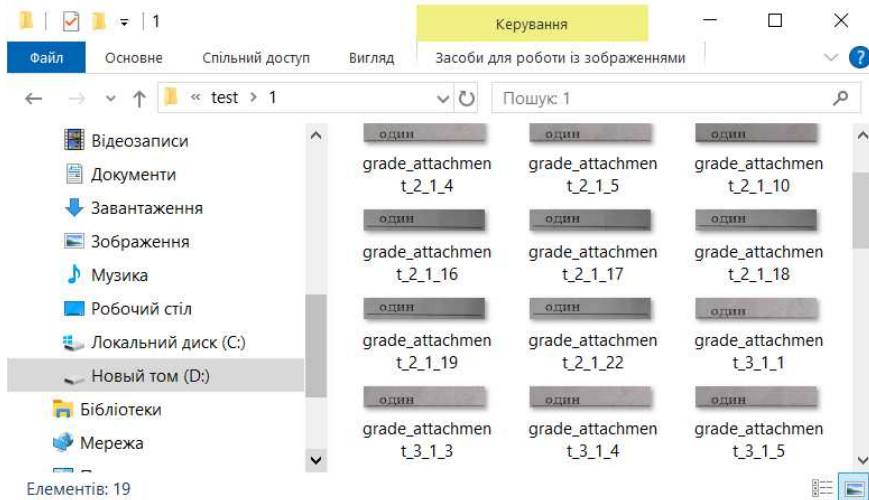 1
Керування
Файл
Основне
Спільний доступ
Вигляд
Засоби для роботи із зображеннями
?
« test > 1
Пошук: 1
Відеозаписи
Документи
Завантаження
Зображення
Музика
Робочий стіл
Локальний диск (C:)
Новый том (D:)
Бібліотеки
Мережа
один
один
один
grade_attachmen
t_2_1_4
grade_attachmen
t_2_1_5
grade_attachmen
t_2_1_10
один
один
один
grade_attachmen
t_2_1_16
grade_attachmen
t_2_1_17
grade_attachmen
t_2_1_18
один
один
один
grade_attachmen
t_2_1_19
grade_attachmen
t_2_1_22
grade_attachmen
t_3_1_1
один
один
один
grade_attachmen
t_3_1_3
grade_attachmen
t_3_1_4
grade_attachmen
t_3_1_5
Елементів: 19